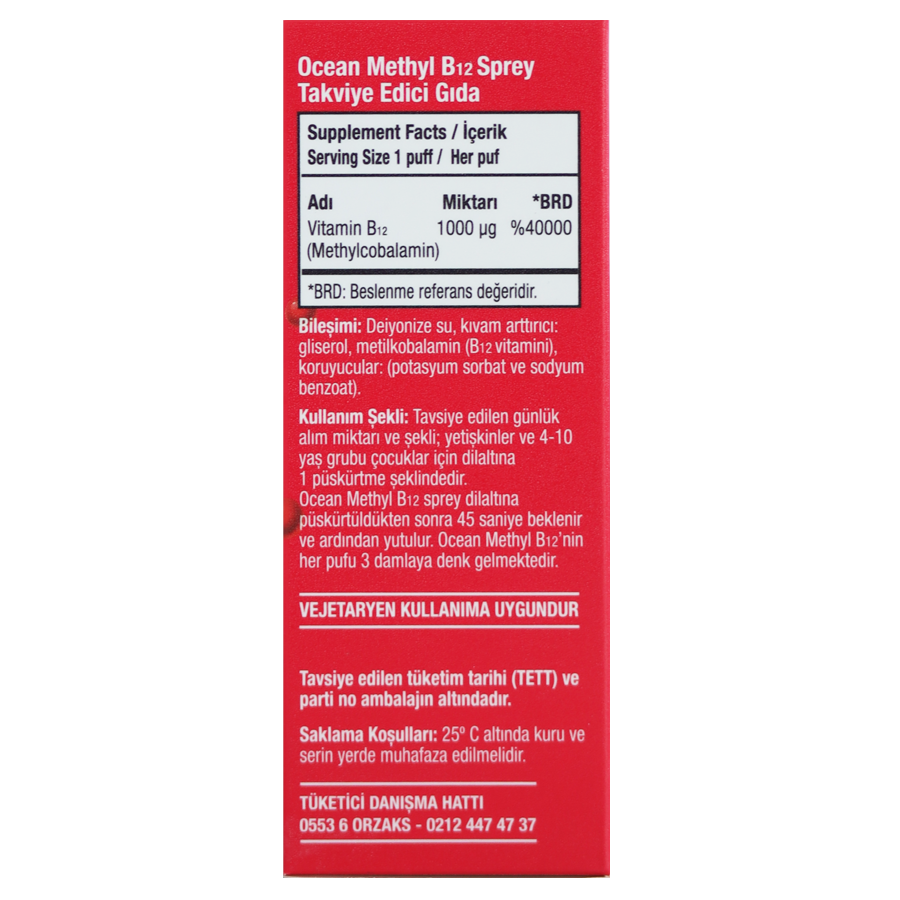 Ocean Methyl B12 Sprey
Takviye Edici Gıda
Supplement Facts / İçerik
Serving Size 1 puff / Her puf
Adı Miktarı *BRD
Vitamin B12 1000 µg %40000
(Methylcobalamin)
*BRD: Beslenme referans değeridir.
Bileşimi: Deiyonize su, kıvam arttırıcı:
gliserol, metilkobalamin (B12 vitamini),
koruyucular: (potasyum sorbat ve sodyum
benzoat).
Kullanım Şekli: Tavsiye edilen günlük
alım miktarı ve şekli; yetişkinler ve 4-10
yaş grubu çocuklar için dilaltına
1 püskürtme şeklindedir.
Ocean Methyl B12 sprey dilaltına
püskürtüldükten sonra 45 saniye beklenir
ve ardından yutulur. Ocean Methyl B12'nin
her pufu 3 damlaya denk gelmektedir.
VEJETARYEN KULLANIMA UYGUNDUR
Tavsiye edilen tüketim tarihi (TETT) ve
parti no ambalajın altındadır.
Saklama Koşulları: 25º C altında kuru ve
serin yerde muhafaza edilmelidir.
TÜKETİCİ DANIŞMA HATTI
0553 6 ORZAKS - 0212 447 47 37